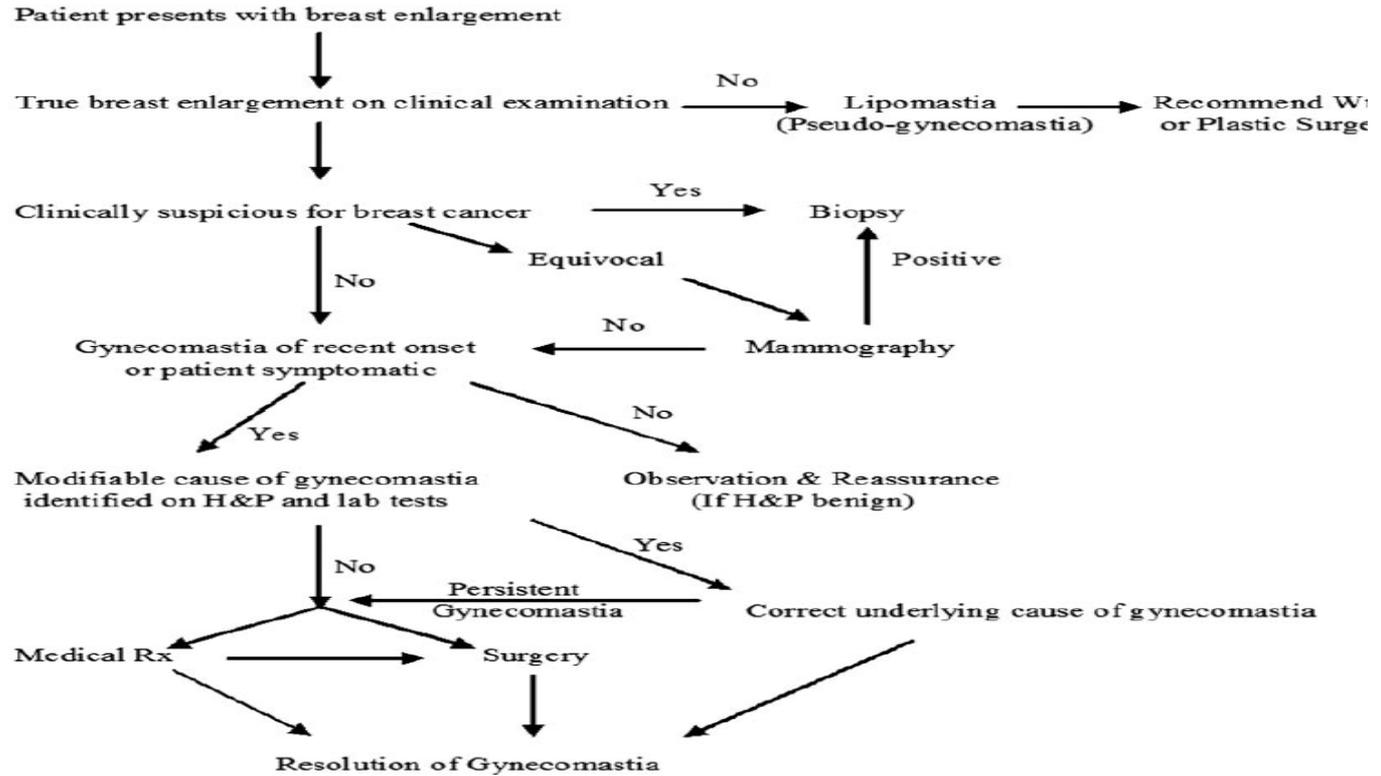 Patient presents with breast enlargement
No
True breast enlargement on clinical examination
Lipomastia
(Pseudo-gynecomastia)
Recommend
or Plastic
Yes
Clinically suspicious for breast cancer
Biopsy
Equivocal
Positive
No
No
Gynecomastia of recent onset
or patient symptomatic
Mammography
No
Yes
Modifiable cause of gynecomastia
identified on H&P and lab tests
Observation & Reassurance
(If H&P benign)
Yes
No
Persistent
Gynecomastia
Correct underlying cause of gynecomastia
Medical Rx
Surgery
Resolution of Gynecomastia